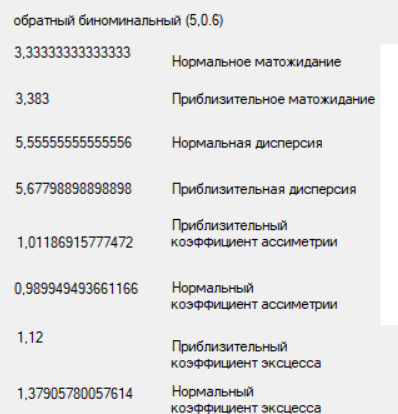 обратный биноминальный (5,0.6)
3,33333333333333 Нормальное матожидание
3,383 Приблизительное матожидание
5,55555555555556 Нормальная дисперсия
5,67798898898898 Приблизительная дисперсия
Приблизительный
1,01186915777472 коэффициент ассиметрии
0,989949493661166 Нормальный
коэффициент ассиметрии
1,12 Приблизительный
коэффициент эксцесса
1,37905780057614 Нормальный
коэффициент эксцесса